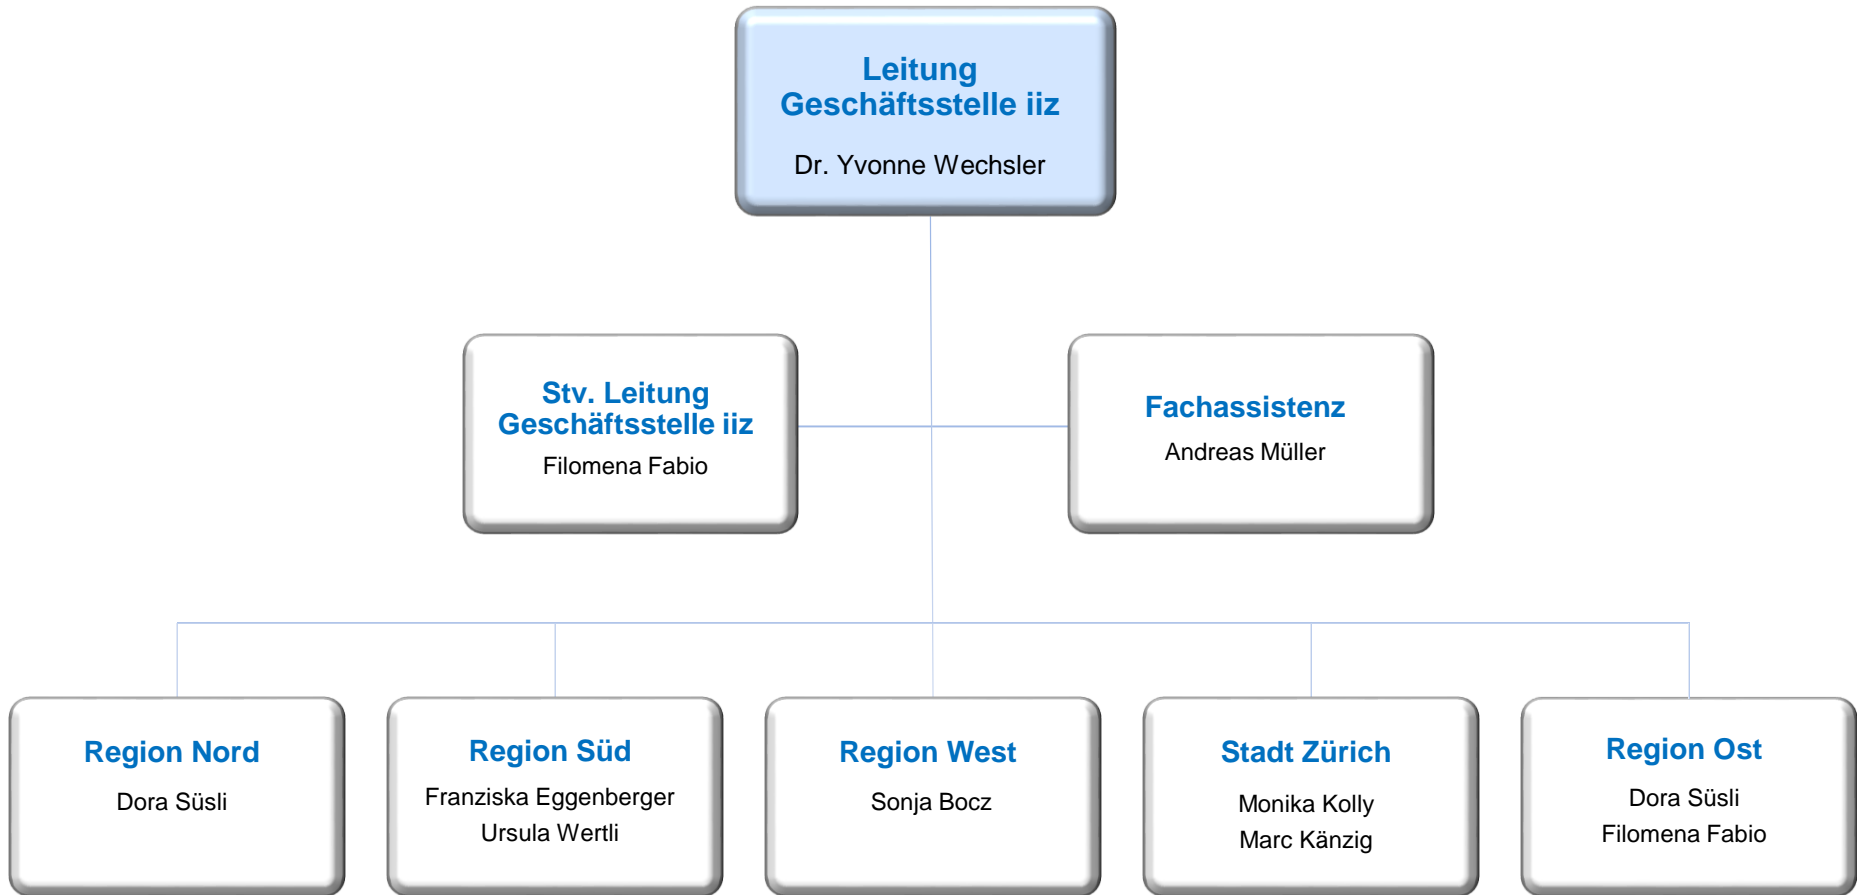 Leitung
Geschäftsstelle iiz
Dr. Yvonne Wechsler
Stv. Leitung
Geschäftsstelle iiz
Filomena Fabio
Fachassistenz
Andreas Müller
Region Nord
Dora Süsli
Region Süd
Franziska Eggenberger
Ursula Wertli
Region West
Sonja Bocz
Stadt Zürich
Monika Kolly
Marc Känzig
Region Ost
Dora Süsli
Filomena Fabio